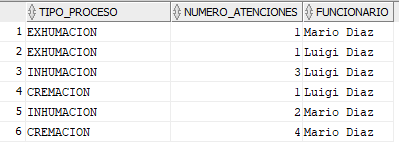 TIPO_PROCESO NUMERO_ATENCIONES FUNCIONARIO
1 EXHUMACION 1 Mario Diaz
2 EXHUMACION 1 Luigi Diaz
3 INHUMACION 3 Luigi Diaz
4 CREMACION 1 Luigi Diaz
5 INHUMACION 2 Mario Diaz
6 CREMACION 4 Mario Diaz